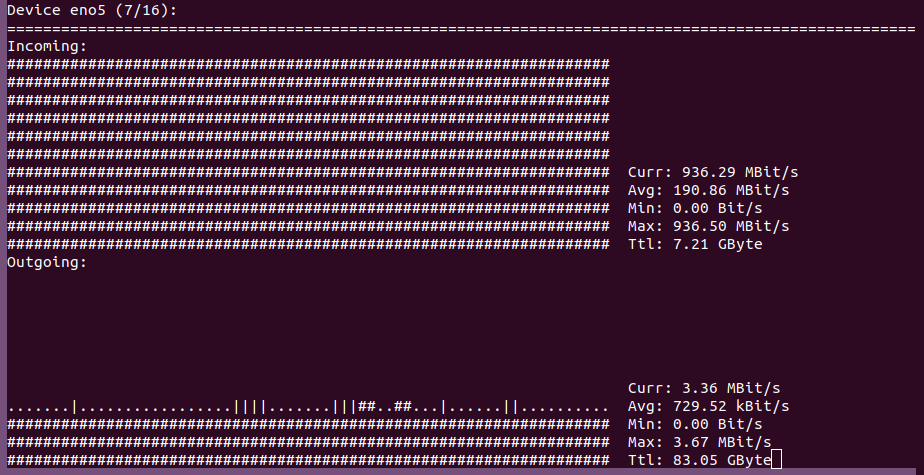 Device eno5 (7/16):
=====================================================================================================
Incoming:
###################################################################
###################################################################
###################################################################
###################################################################
###################################################################
###################################################################
###################################################################  Curr: 936.29 MBit/s
###################################################################  Avg: 190.86 MBit/s
###################################################################  Min: 0.00 Bit/s
###################################################################  Max: 936.50 MBit/s
###################################################################  Ttl: 7.21 GByte
Outgoing:
Curr: 3.36 MBit/s
.......|.................||||.......|||##..##...|......||..........  Avg: 729.52 kBit/s
###################################################################  Min: 0.00 Bit/s
###################################################################  Max: 3.67 MBit/s
###################################################################  Ttl: 83.05 GByte